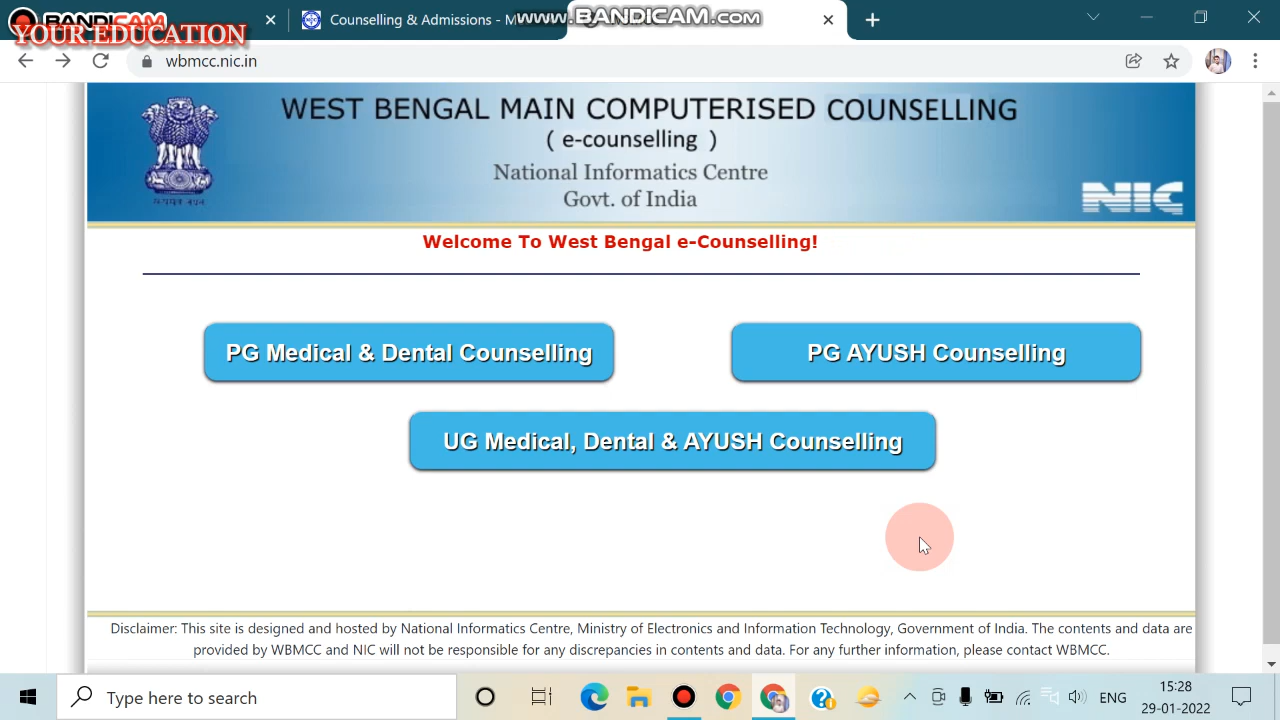 BANDICAM
YOUR EDUCATION
Counselling & Admissions - M
www.BANDICAM.com
wbmcc.nic.in
WEST BENGAL MAIN COMPUTERISED COUNSELLING
( e-counselling )
National Informatics Centre
Govt. of India
NIC
Welcome To West Bengal e-Counselling!
PG Medical & Dental Counselling
PG AYUSH Counselling
UG Medical, Dental & AYUSH Counselling
Disclaimer: This site is designed and hosted by National Informatics Centre, Ministry of Electronics and Information Technology, Government of India. The contents and data are
provided by WBMCC and NIC will not be responsible for any discrepancies in contents and data. For any further information, please contact WBMCC.
Type here to search
ENG
15:28
29-01-2022